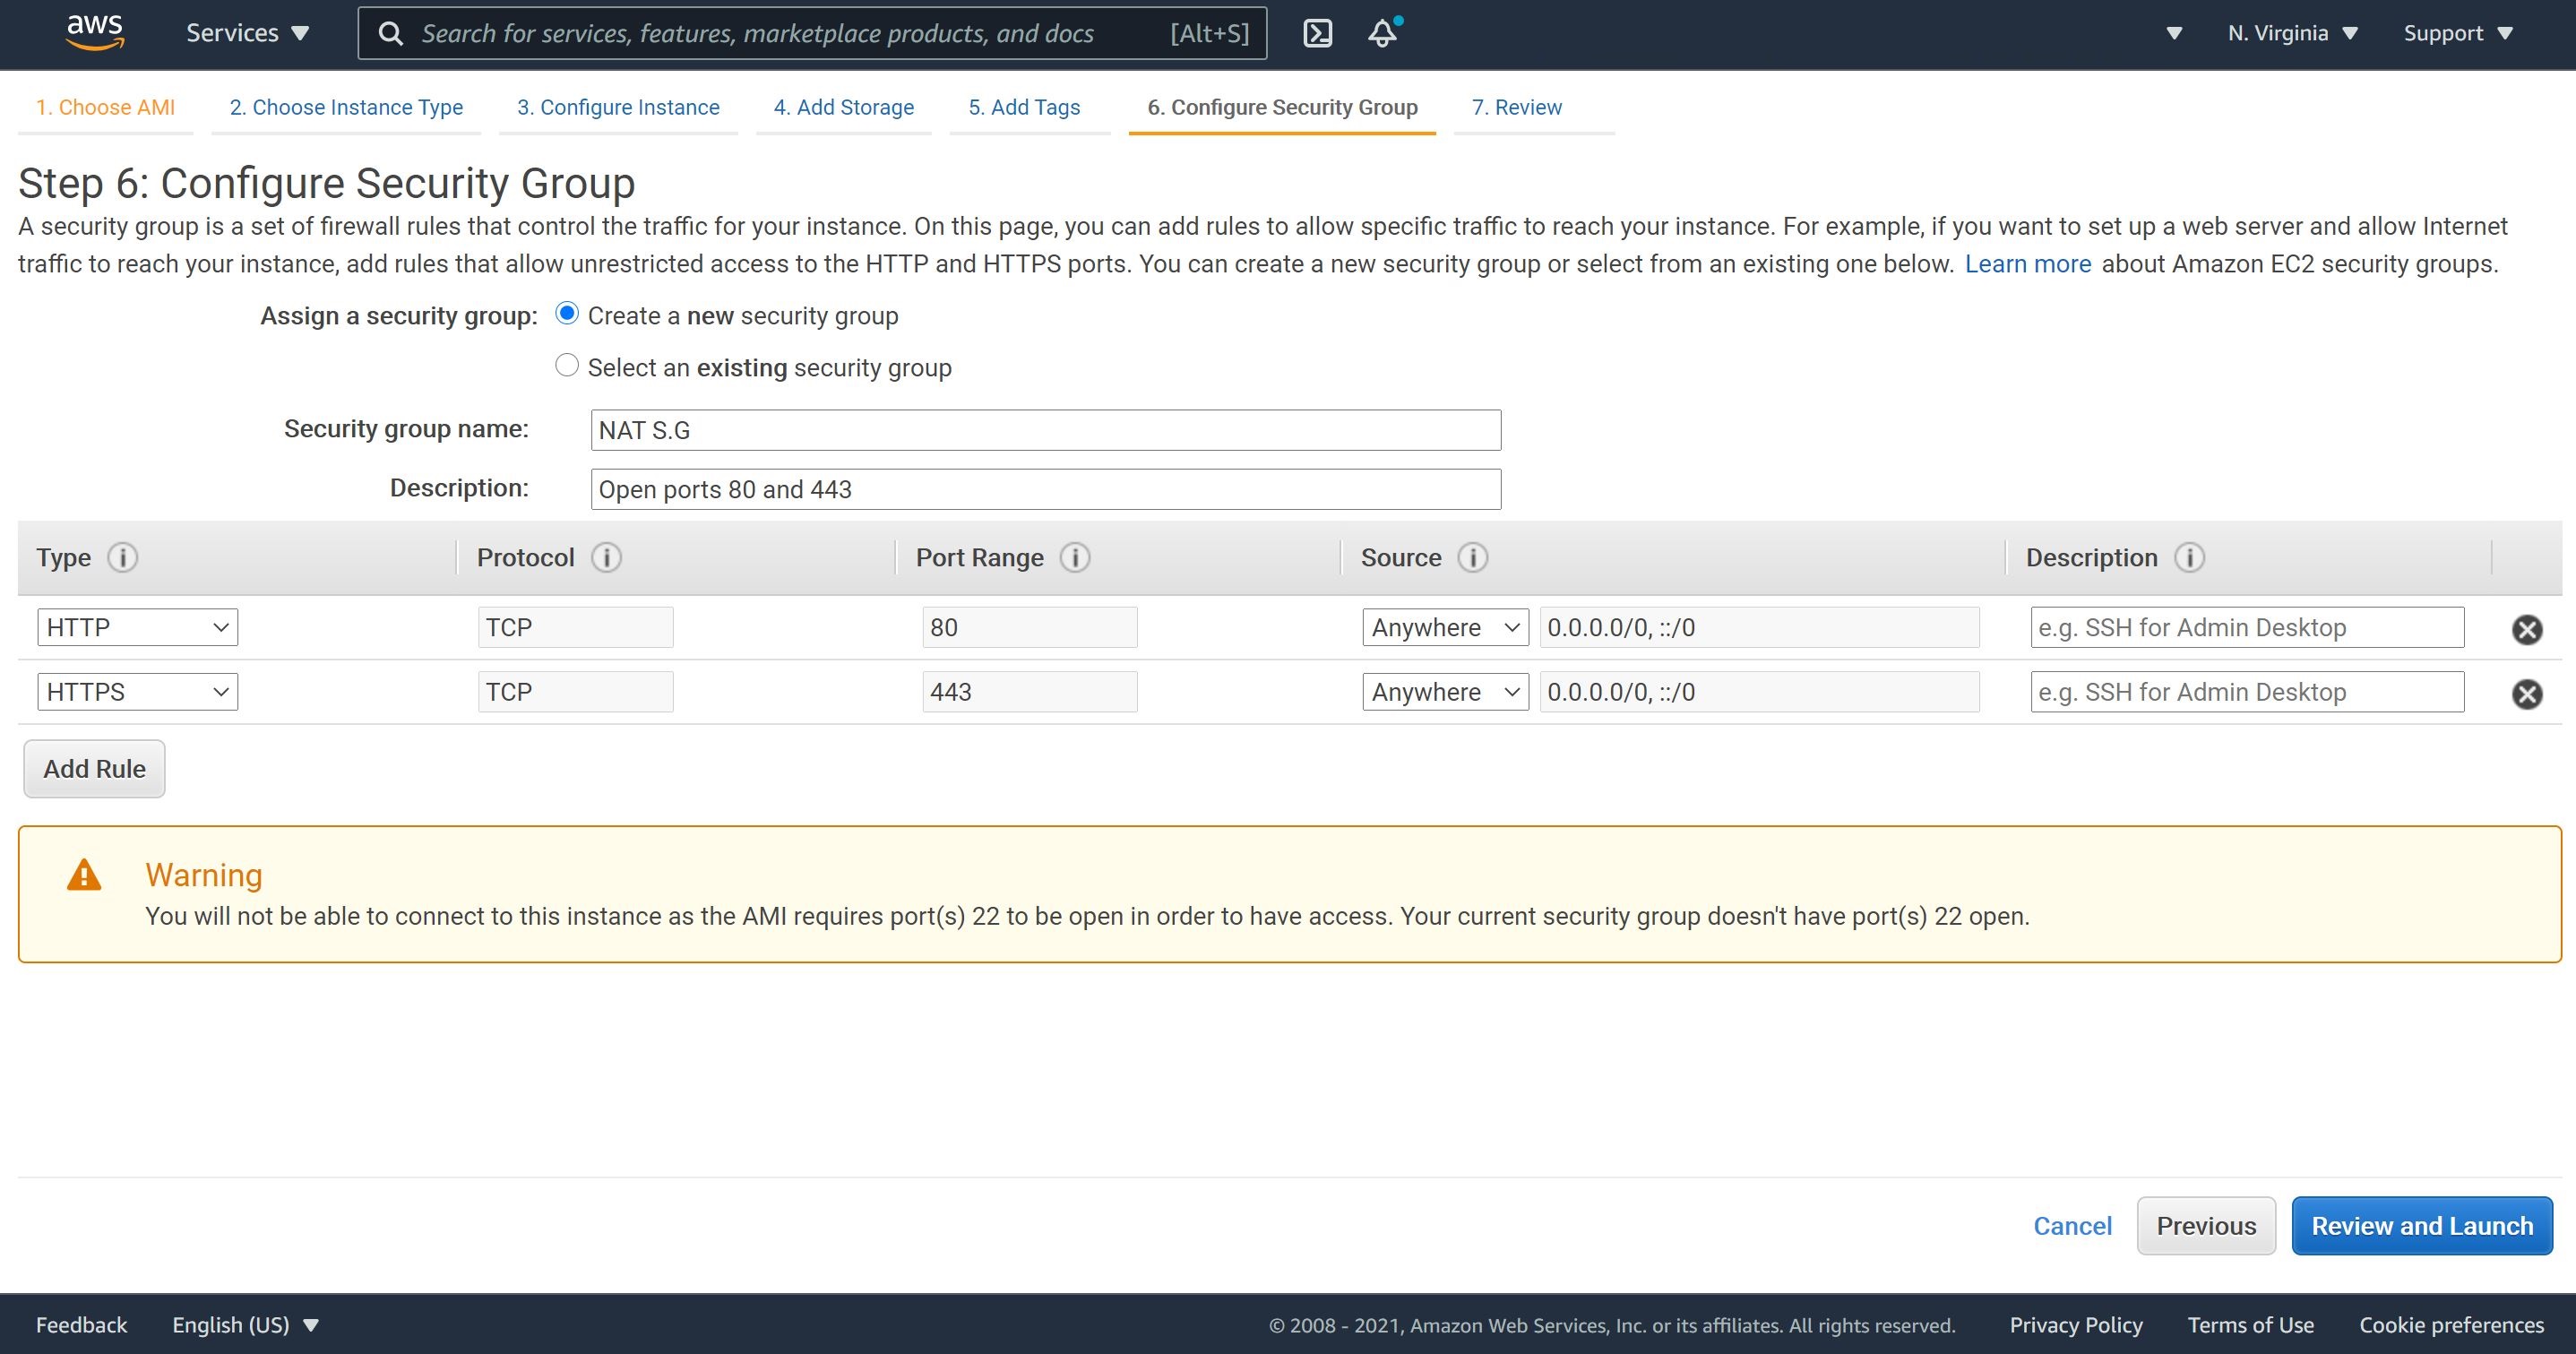 aws Services Search for services, features, marketplace products, and docs [Alt+S] N. Virginia Support
1. Choose AMI 2. Choose Instance Type 3. Configure Instance 4. Add Storage 5. Add Tags 6. Configure Security Group 7. Review
Step 6: Configure Security Group
A security group is a set of firewall rules that control the traffic for your instance. On this page, you can add rules to allow specific traffic to reach your instance. For example, if you want to set up a web server and allow Internet
traffic to reach your instance, add rules that allow unrestricted access to the HTTP and HTTPS ports. You can create a new security group or select from an existing one below. Learn more about Amazon EC2 security groups.
Assign a security group: Create a new security group
Select an existing security group
Security group name: NAT S.G
Description: Open ports 80 and 443
Type Protocol Port Range Source Description
HTTP TCP 80 Anywhere 0.0.0.0/0, ::/0 e.g. SSH for Admin Desktop
HTTPS TCP 443 Anywhere 0.0.0.0/0, ::/0 e.g. SSH for Admin Desktop
Add Rule
Warning
You will not be able to connect to this instance as the AMI requires port(s) 22 to be open in order to have access. Your current security group doesn't have port(s) 22 open.
Cancel Previous Review and Launch
Feedback English (US) © 2008 - 2021, Amazon Web Services, Inc. or its affiliates. All rights reserved. Privacy Policy Terms of Use Cookie preferences